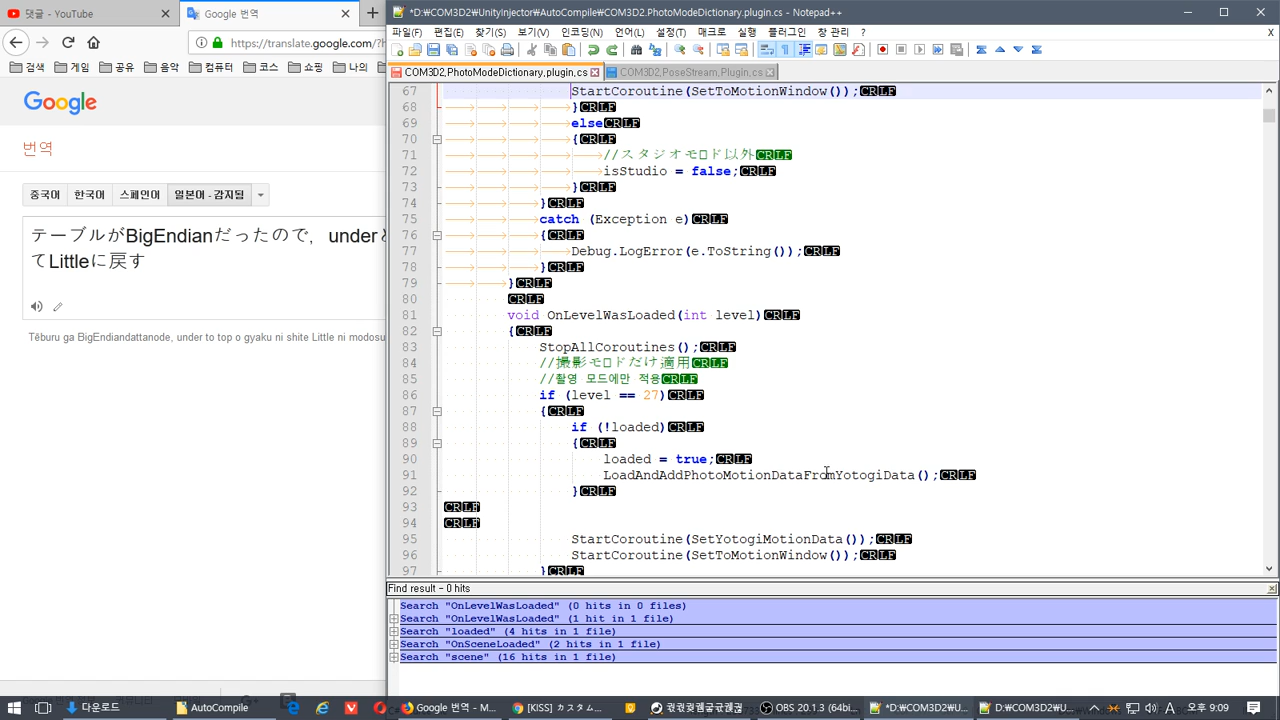 댓글 - YouTube
Google 번역
https://translate.google.com/?h
검색
게임
공유
음악
컴퓨터
코스
쇼핑
나의
Google
번역
중국어 한국어 스페인어 일본어 - 감지됨
テーブルがBigEndianだったので， underと
てLittleに戻す
Tēburu ga BigEndiandattanode, under to top o gyaku ni shite Little ni modosu
*D:₩COM3D2₩UnityInjector₩AutoCompile₩COM3D2.PhotoModeDictionary.plugin.cs - Notepad++
파일(F) 편집(E) 찾기(S) 보기(V) 인코딩(N) 언어(L) 설정(T) 매크로 실행 플러그인 창 관리 ?
COM3D2,PhotoModeDictionary,plugin,cs COM3D2,PoseStream,Plugin,cs
67 StartCoroutine(SetToMotionWindow());CRLF
68 }CRLF
69 elseCRLF
70 {CRLF
71 //スタジオモ□ド以外CRLF
72 isStudio = false;CRLF
73 }CRLF
74 }CRLF
75 catch (Exception e)CRLF
76 {CRLF
77 Debug.LogError(e.ToString());CRLF
78 }CRLF
79 }CRLF
80 CRLF
81 void OnLevelWasLoaded(int level)CRLF
82 {CRLF
83 StopAllCoroutines();CRLF
84 //撮影モ□ドだけ適用CRLF
85 //촬영 모드에만 적용CRLF
86 if (level == 27)CRLF
87 {CRLF
88 if (!loaded)CRLF
89 {CRLF
90 loaded = true;CRLF
91 LoadAndAddPhotoMotionDataFromYotogiData();CRLF
92 }CRLF
93 CRLF
94 CRLF
95 StartCoroutine(SetYotogiMotionData());CRLF
96 StartCoroutine(SetToMotionWindow());CRLF
97 }CRLF
Find result - 0 hits
Search "OnLevelWasLoaded" (0 hits in 0 files)
Search "OnLevelWasLoaded" (1 hit in 1 file)
Search "loaded" (4 hits in 1 file)
Search "OnSceneLoaded" (2 hits in 1 file)
Search "scene" (16 hits in 1 file)
다운로드
AutoCompile
Google 번역 - M...
[KISS] カスタム...
OBS 20.1.3 (64bi...
*D:₩COM3D2₩U...
D:₩COM3D2₩U...
A
오후 9:09